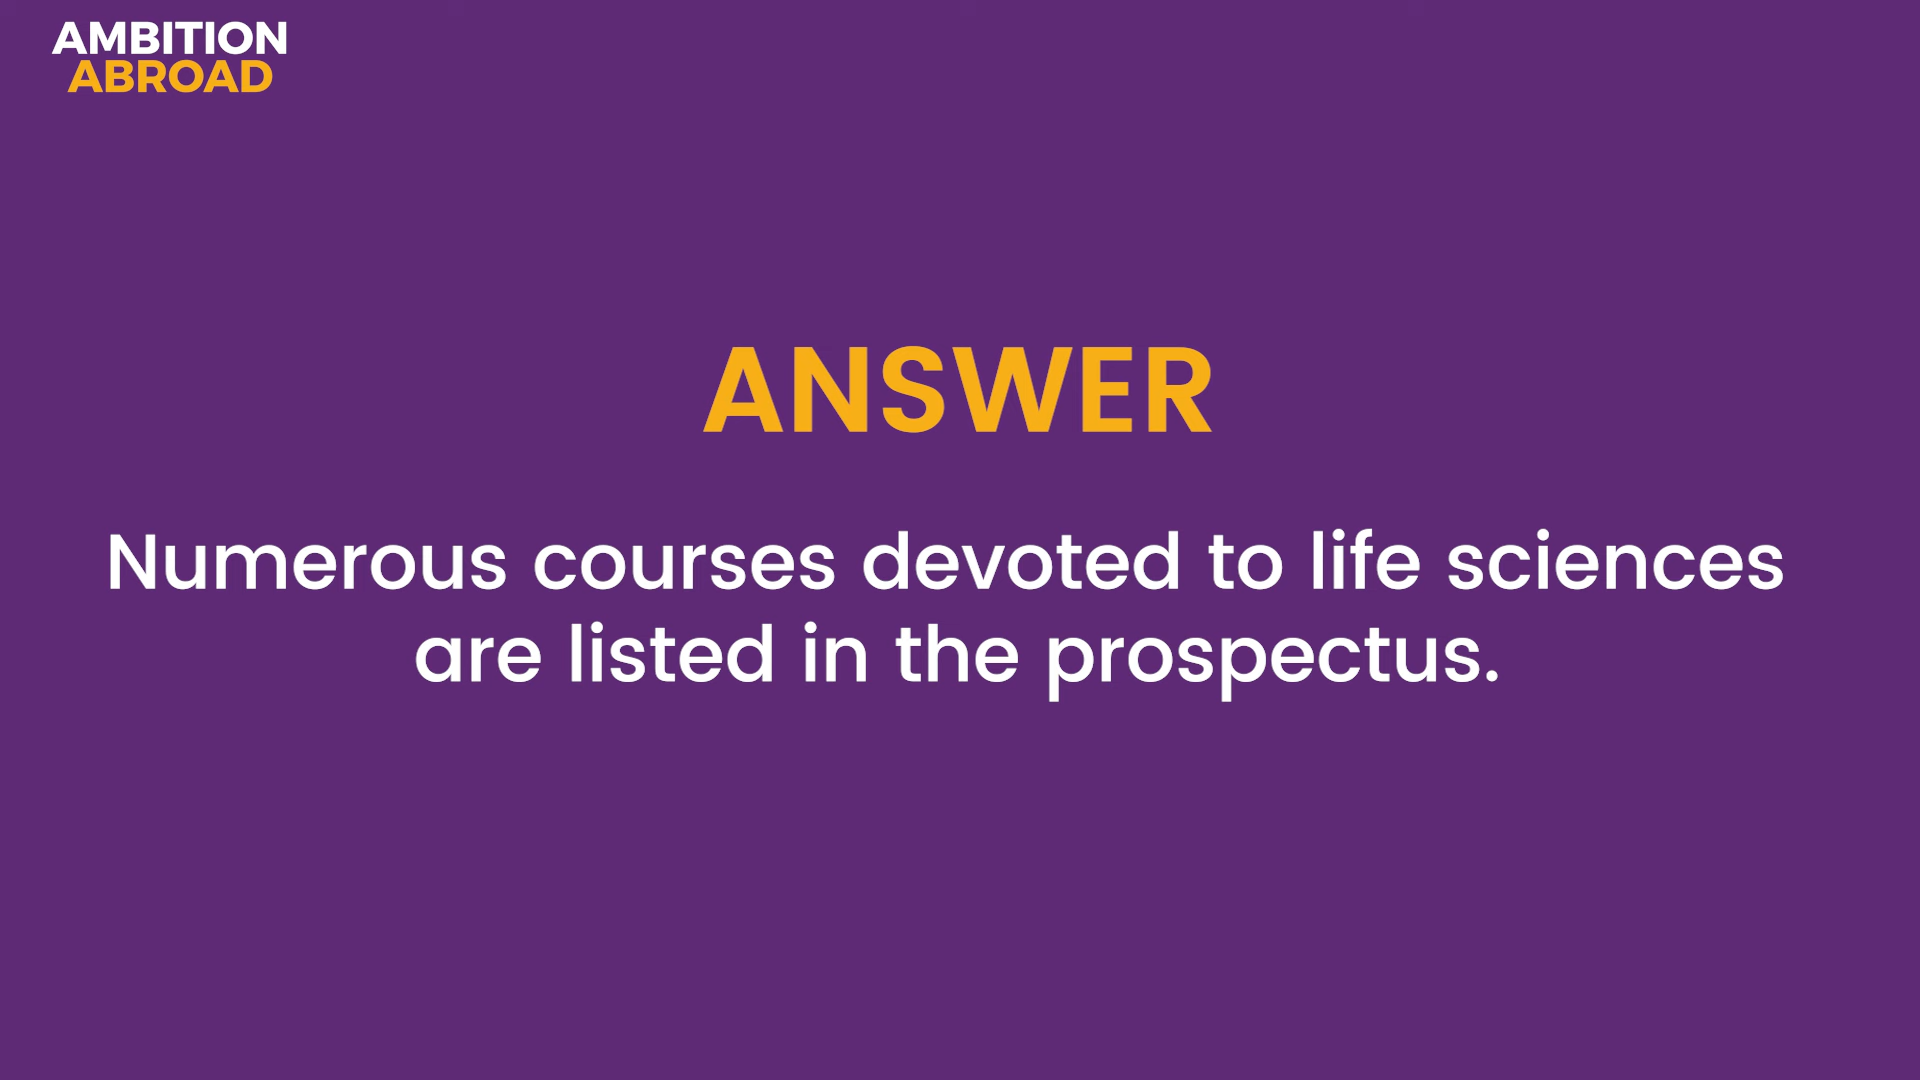 AMBITION
ABROAD
ANSWER
Numerous courses devoted to life sciences
are listed in the prospectus.